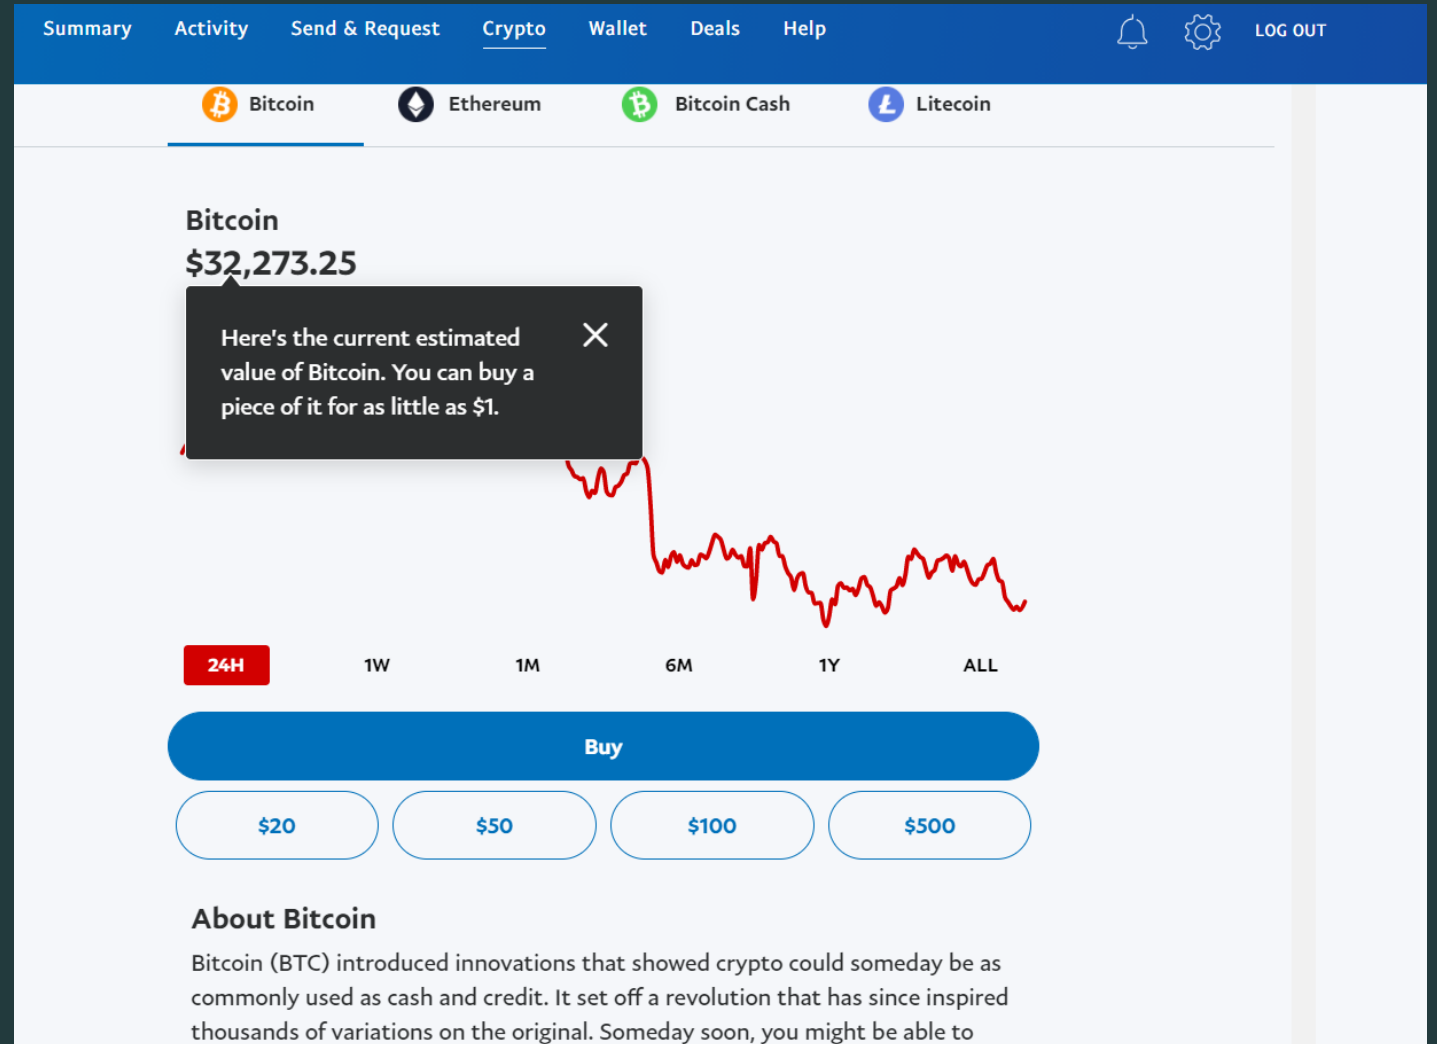 Summary Activity Send & Request Crypto Wallet Deals Help LOG OUT
Bitcoin Ethereum Bitcoin Cash Litecoin
Bitcoin
$32,273.25
Here's the current estimated
value of Bitcoin. You can buy a
piece of it for as little as $1.
24H 1W 1M 6M 1Y ALL
Buy
$20 $50 $100 $500
About Bitcoin
Bitcoin (BTC) introduced innovations that showed crypto could someday be as
commonly used as cash and credit. It set off a revolution that has since inspired
thousands of variations on the original. Someday soon, you might be able to